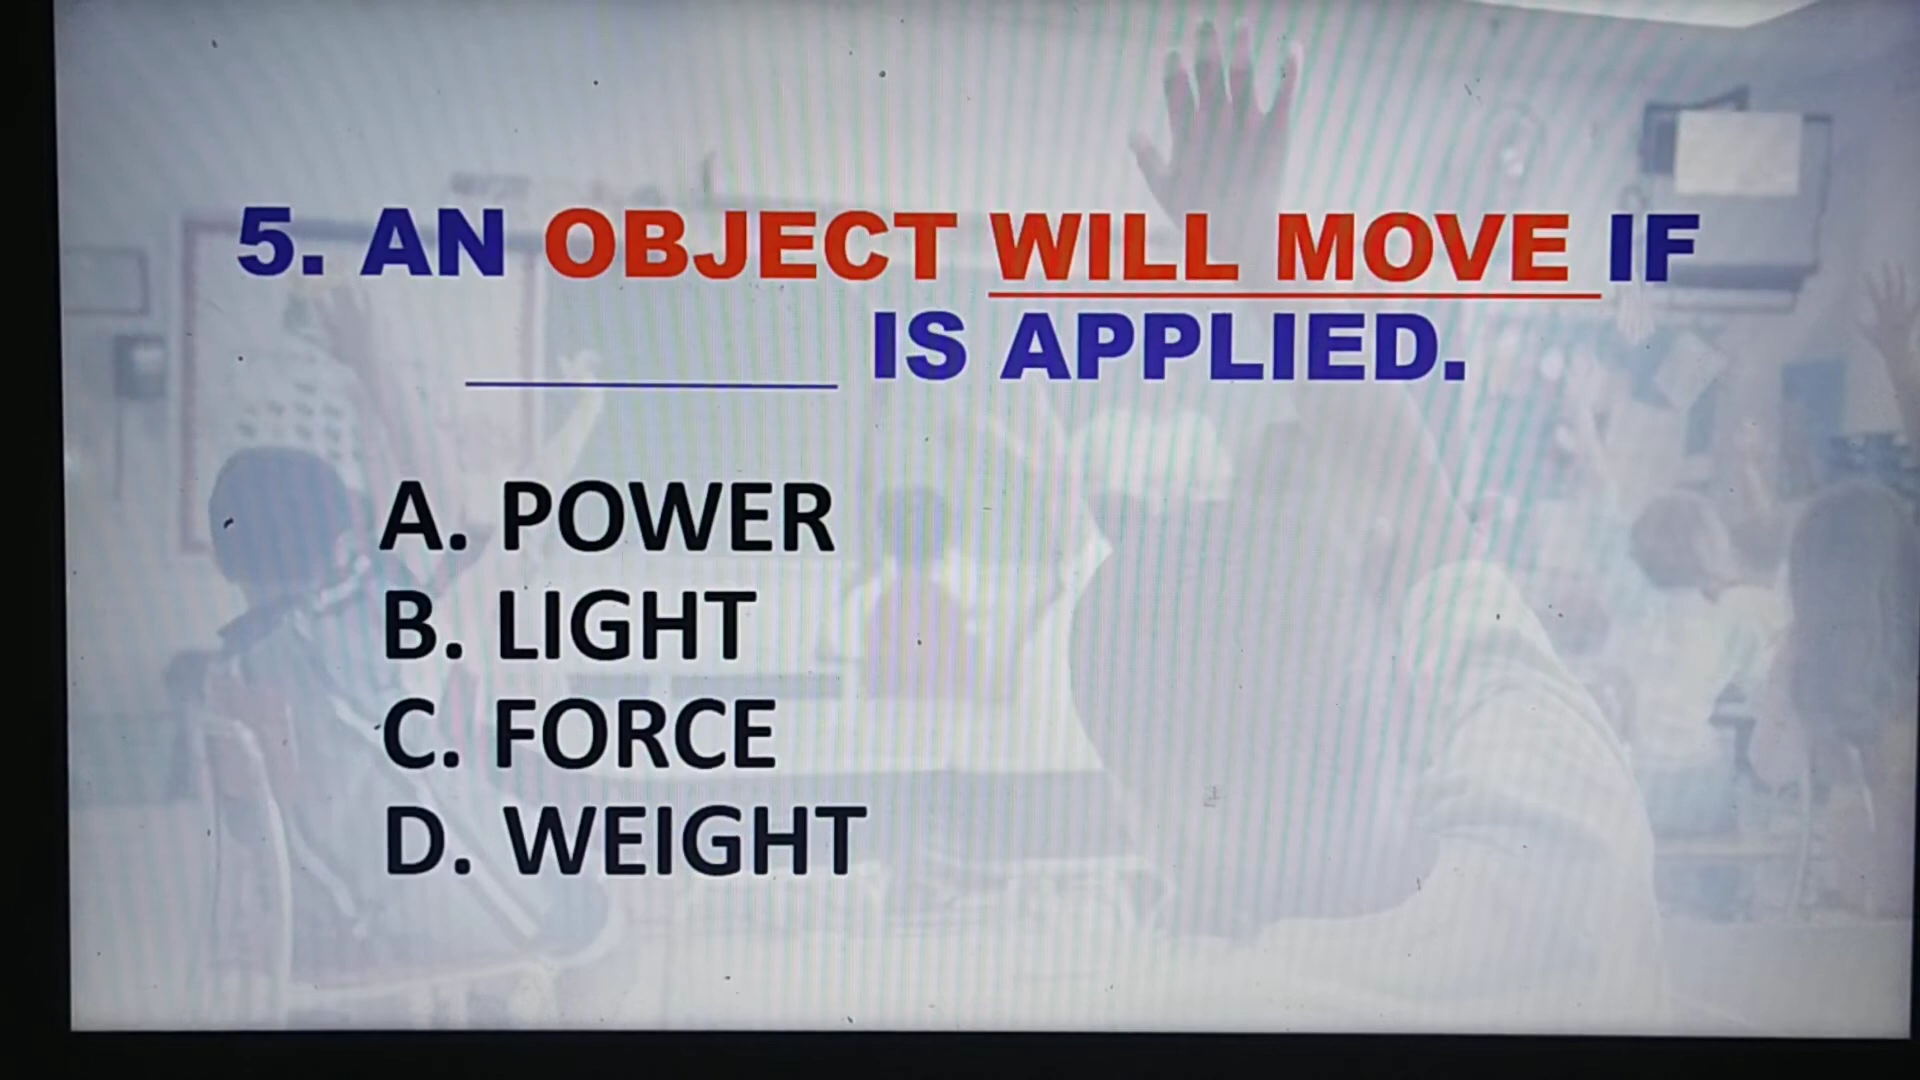 5. AN OBJECT WILL MOVE IF
__________ IS APPLIED.
A. POWER
B. LIGHT
C. FORCE
D. WEIGHT